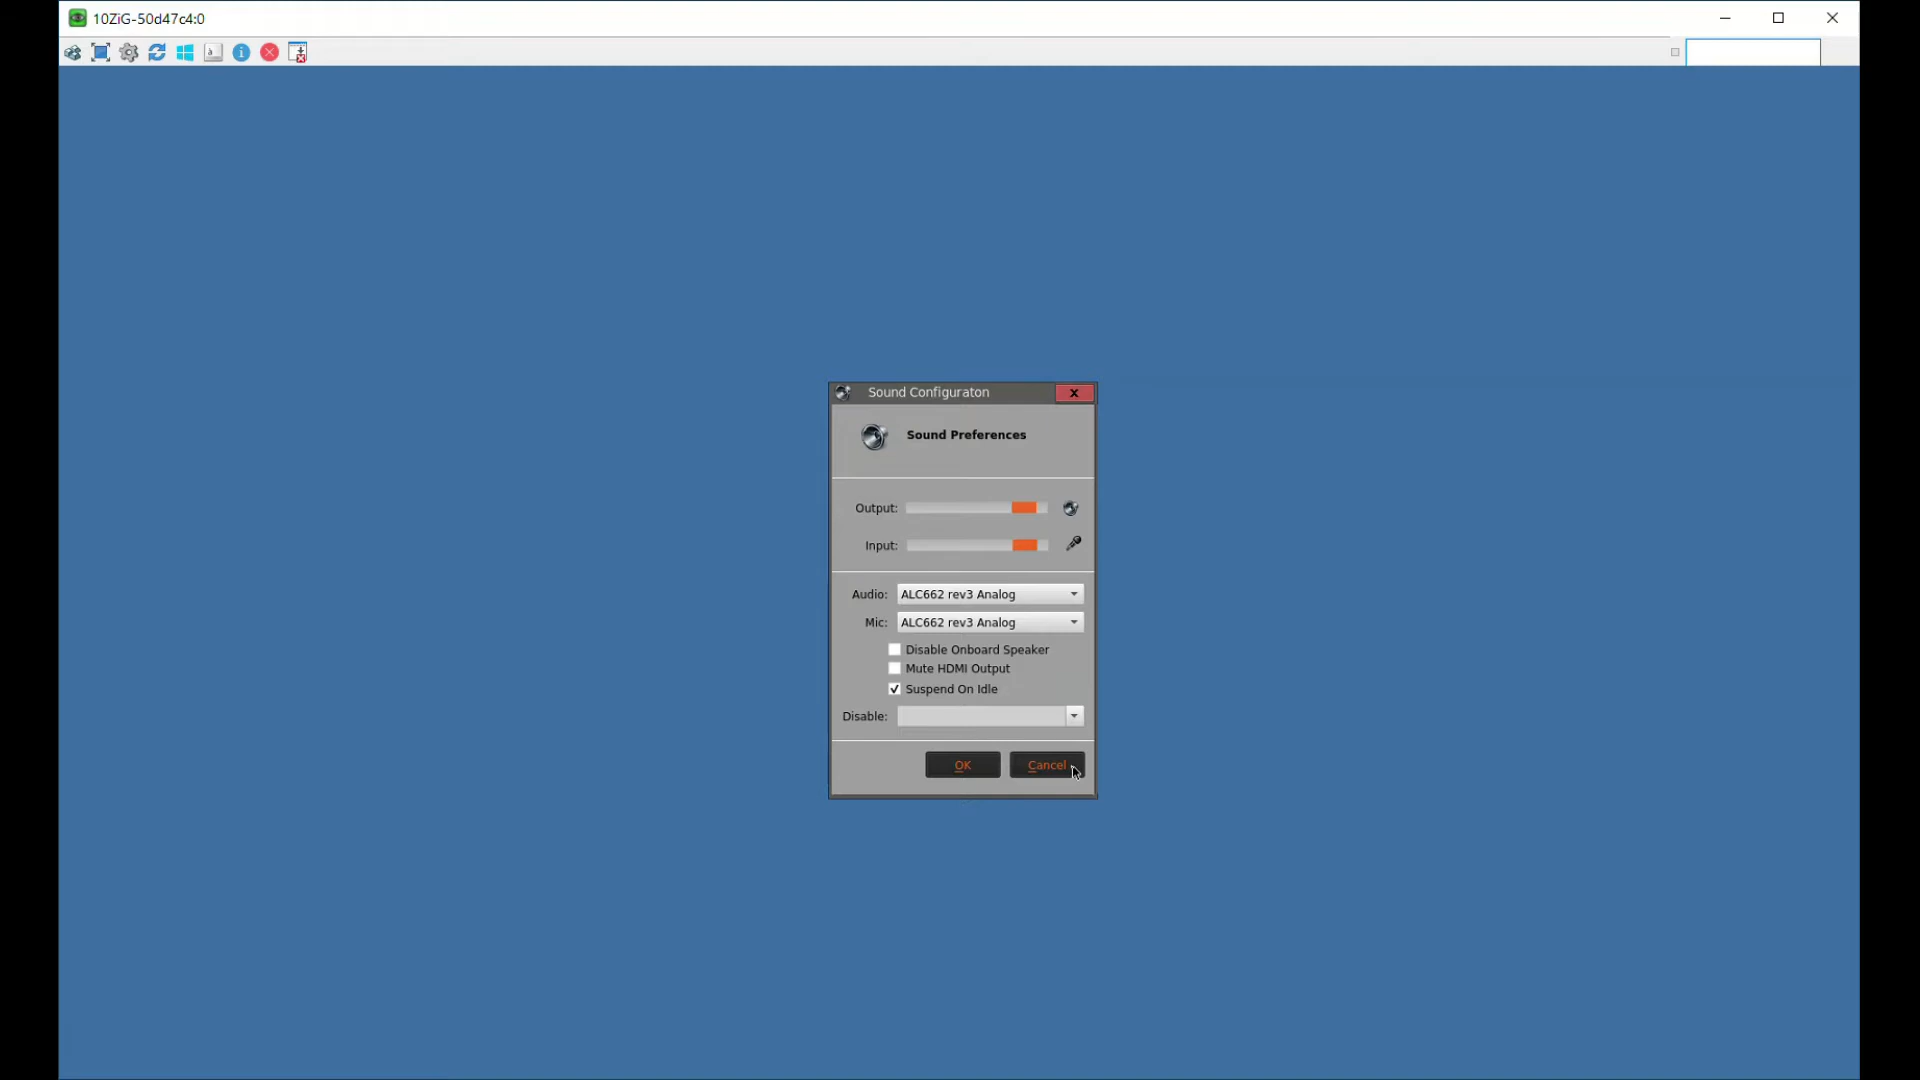 10ZiG-50d47c4:0
Sound Configuraton
X
Sound Preferences
Output:
Input:
Audio: ALC662 rev3 Analog
Mic: ALC662 rev3 Analog
Disable Onboard Speaker
Mute HDMI Output
Suspend On Idle
Disable:
OK Cancel